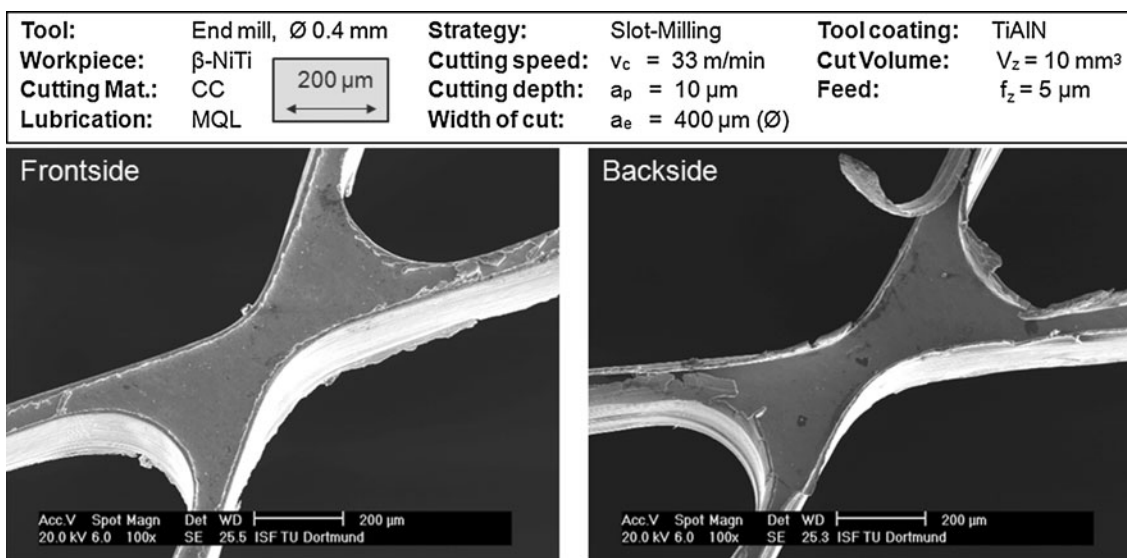 Tool: End mill, Ø 0.4 mm Strategy: Slot-Milling Tool coating: TiAlN
Workpiece: β-NiTi Cutting speed: vc = 33 m/min Cut Volume: Vz = 10 mm³
Cutting Mat.: CC Cutting depth: ap = 10 µm Feed: fz = 5 µm
Lubrication: MQL Width of cut: ae = 400 µm (Ø)
200 µm
Frontside
Acc.V Spot Magn Det WD 200 µm
20.0 kV 6.0 100x SE 25.5 ISF TU Dortmund
Backside
Acc.V Spot Magn Det WD 200 µm
20.0 kV 6.0 100x SE 25.3 ISF TU Dortmund